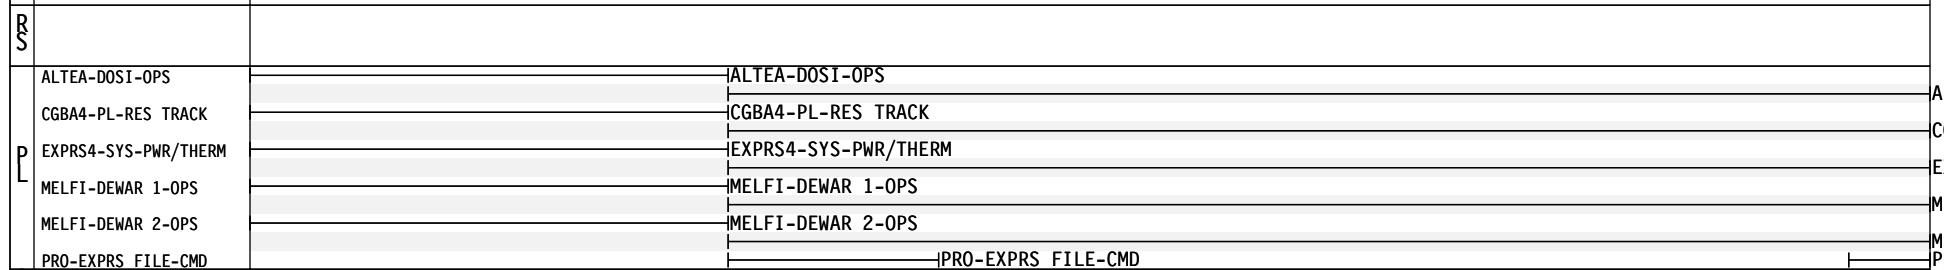 RS
PL
ALTEA-DOSI-OPS ALTEA-DOSI-OPS
A
CGBA4-PL-RES TRACK CGBA4-PL-RES TRACK
EXPRS4-SYS-PWR/THERM EXPRS4-SYS-PWR/THERM
MELFI-DEWAR 1-OPS MELFI-DEWAR 1-OPS
M
MELFI-DEWAR 2-OPS MELFI-DEWAR 2-OPS
M
PRO-EXPRS FILE-CMD PRO-EXPRS FILE-CMD P